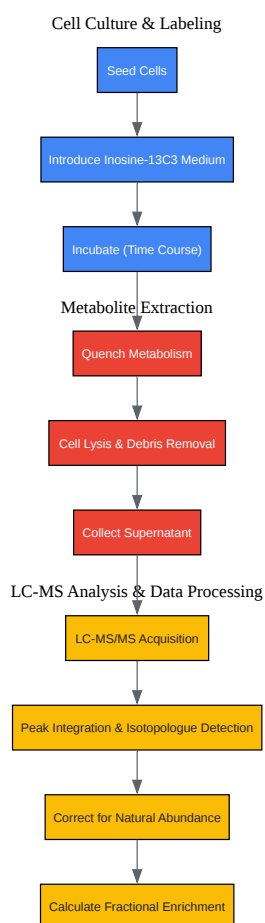 Cell Culture & Labeling
Seed Cells
Introduce Inosine-13C3 Medium
Incubate (Time Course)
Metabolite Extraction
Quench Metabolism
Cell Lysis & Debris Removal
Collect Supernatant
LC-MS Analysis & Data Processing
LC-MS/MS Acquisition
Peak Integration & Isotopologue Detection
Correct for Natural Abundance
Calculate Fractional Enrichment